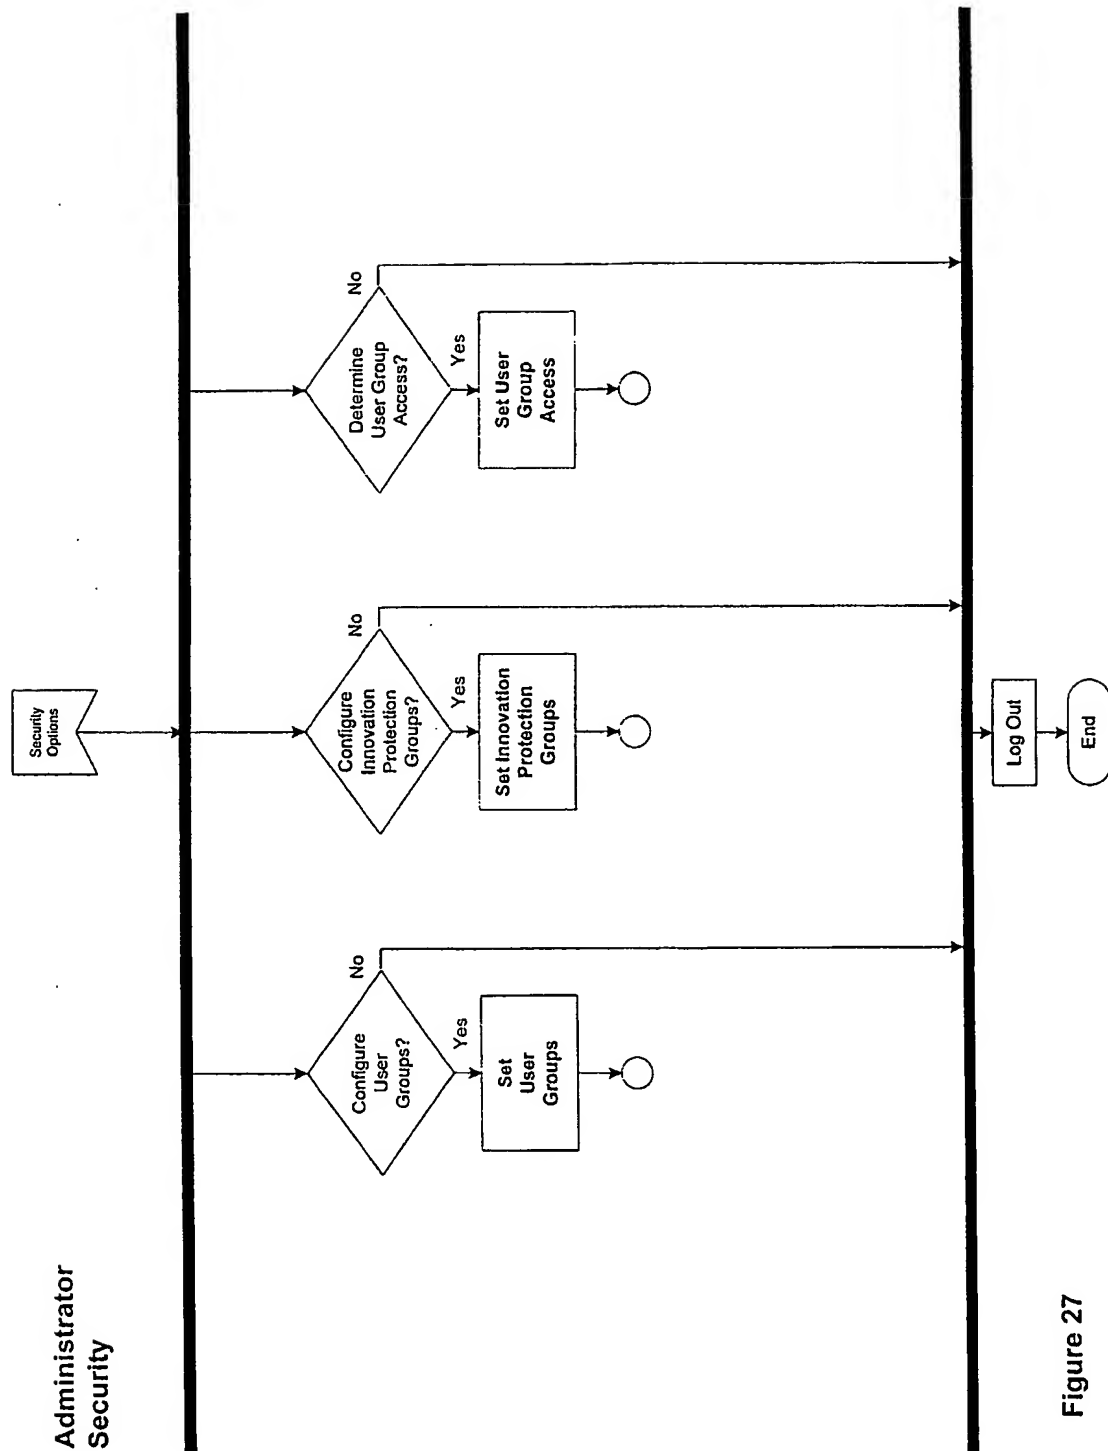 Administrator
Security
Security
Options
Configure
User
Groups?
No
Yes
Set
User
Groups
Configure
Innovation
Protection
Groups?
No
Yes
Set Innovation
Protection
Groups
Determine
User Group
Access?
No
Yes
Set User
Group
Access
Log Out
End
Figure 27